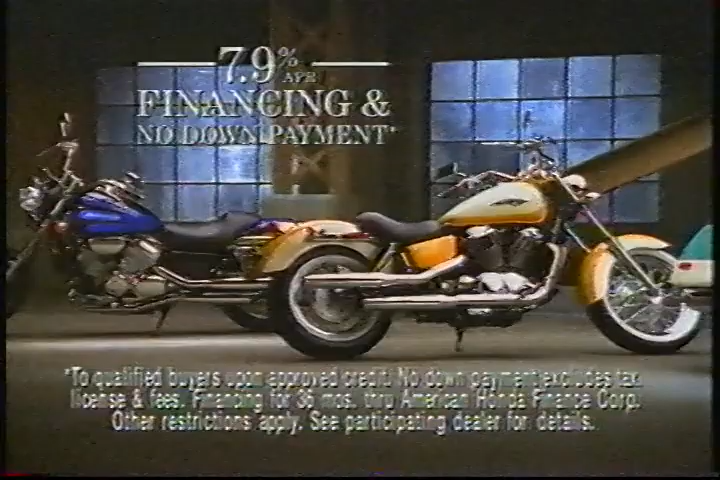 7.9% APR
FINANCING &
NO DOWN PAYMENT*
*To qualified buyers upon approved credit. No down payment excludes tax,
license & fees. Financing for 36 mos. thru American Honda Finance Corp.
Other restrictions apply. See participating dealer for details.